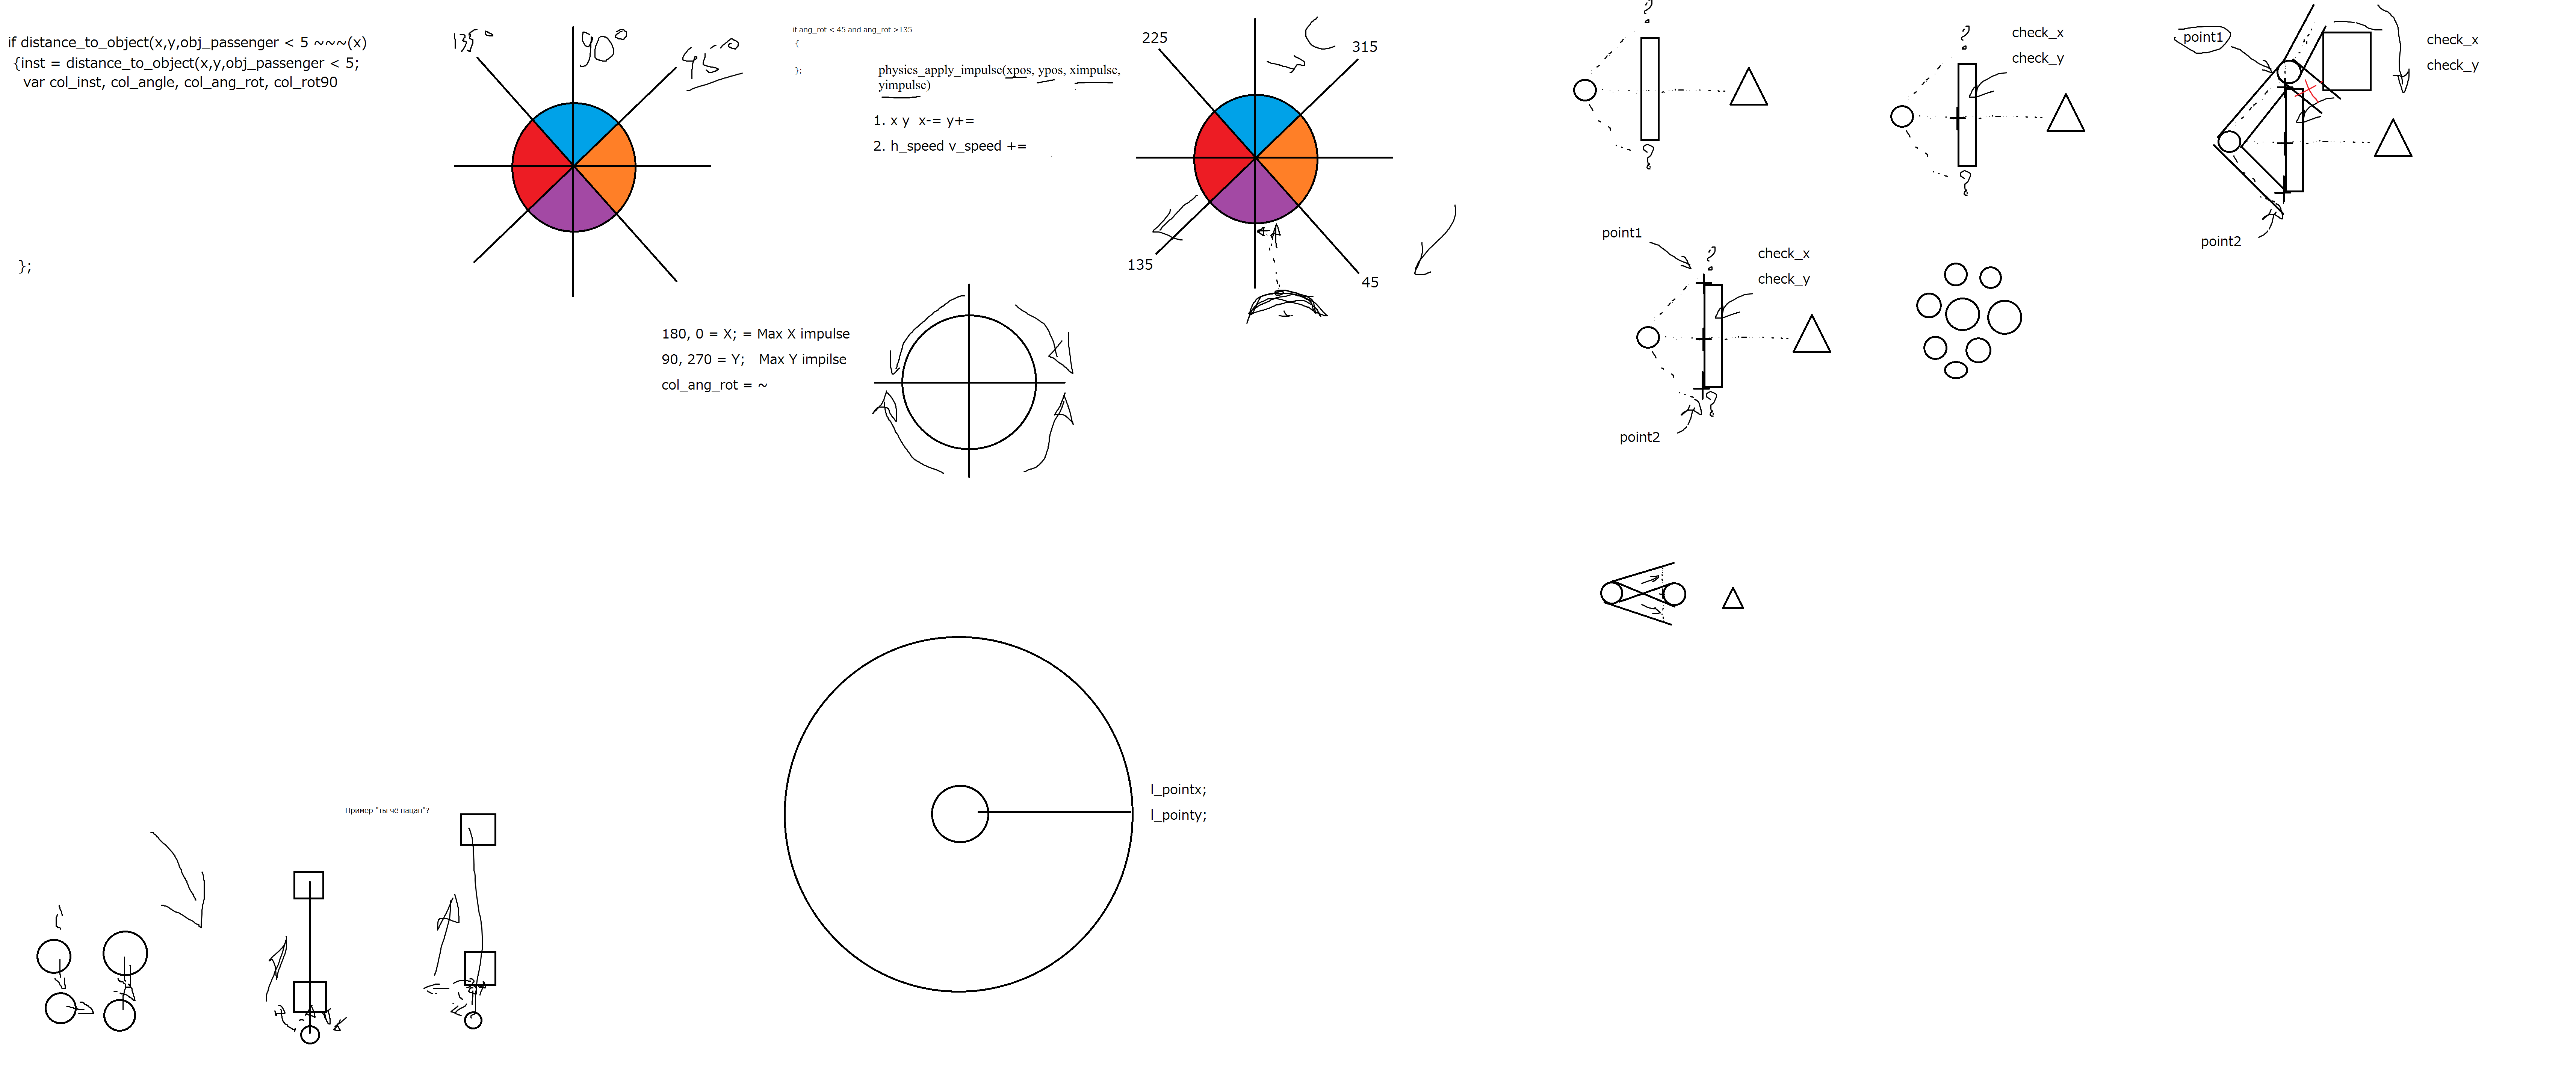 if distance_to_object(x,y,obj_passenger < 5 ~~~(x)
{inst = distance_to_object(x,y,obj_passenger < 5;
var col_inst, col_angle, col_ang_rot, col_rot90
};
135°
90°
45°
if ang_rot < 45 and ang_rot >135
{
};
physics_apply_impulse(xpos, ypos, ximpulse,
yimpulse)
1. x y  x-= y+=
2. h_speed v_speed +=
225
315
135
45
180, 0 = X; = Max X impulse
90, 270 = Y;   Max Y impilse
col_ang_rot = ~
?
?
?
check_x
check_y
?
point1
check_x
check_y
point2
point1
?
check_x
check_y
?
point2
l_pointx;
l_pointy;
Пример "ты чё пацан"?